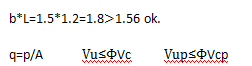 b*L=1.5*1.2=1.8>1.56 ok.
q=p/A Vu≤ΦVc Vup≤ΦVcp